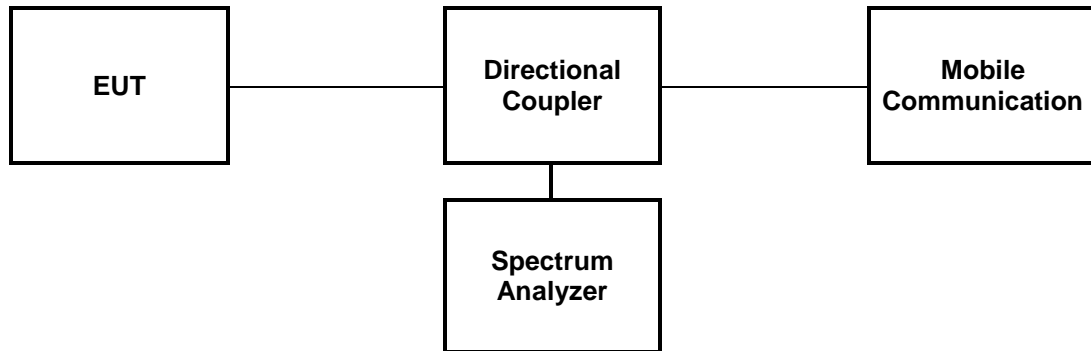 EUT
Directional
Coupler
Mobile
Communication
Spectrum
Analyzer